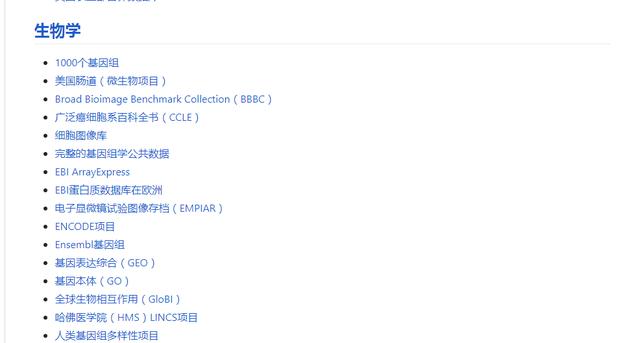 生物学
1000个基因组
美国肠道（微生物项目）
Broad Bioimage Benchmark Collection（BBBC）
广泛癌细胞系百科全书（CCLE）
细胞图像库
完整的基因组学公共数据
EBI ArrayExpress
EBI蛋白质数据库在欧洲
电子显微镜试验图像存档（EMPIAR）
ENCODE项目
Ensembl基因组
基因表达综合（GEO）
基因本体（GO）
全球生物相互作用（GloBI）
哈佛医学院（HMS）LINCS项目
人类基因组多样性项目